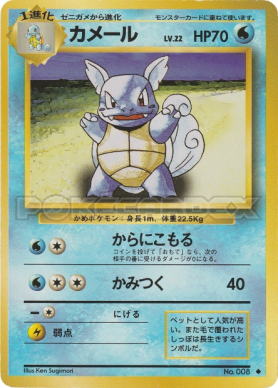 1進化
ゼニガメから進化
モンスターカードに重ねて使います。
カメール LV.22 HP70
かめポケモン：身長1m、体重22.5Kg
からにこもる
コインを投げて「おもて」なら、次の
相手の番に受けるダメージが0になる。
かみつく 40
にげる
弱点
ペットとして人気が高
い。また毛で覆われた
しっぽは長生きするシ
ンボルだ。
Illus Ken Sugimori
No. 008